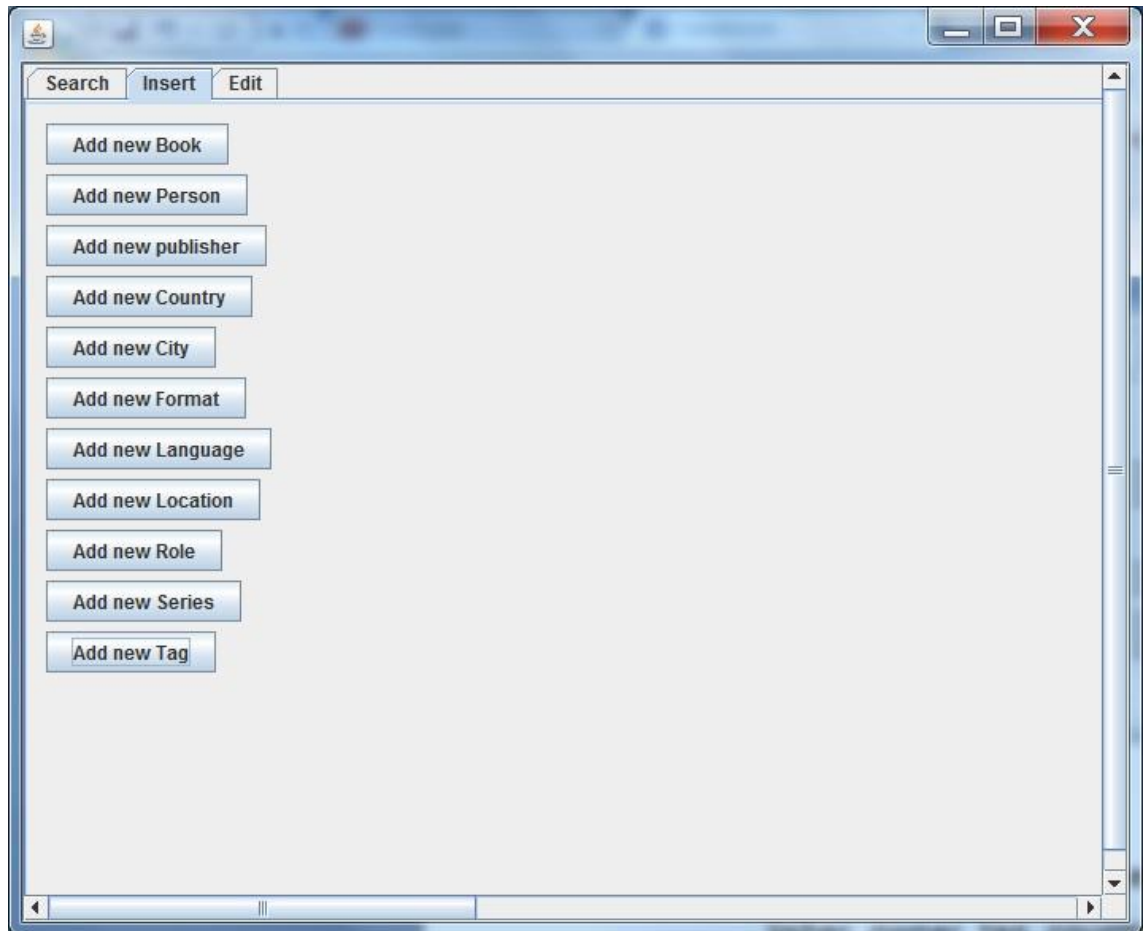 Search Insert Edit
Add new Book
Add new Person
Add new publisher
Add new Country
Add new City
Add new Format
Add new Language
Add new Location
Add new Role
Add new Series
Add new Tag